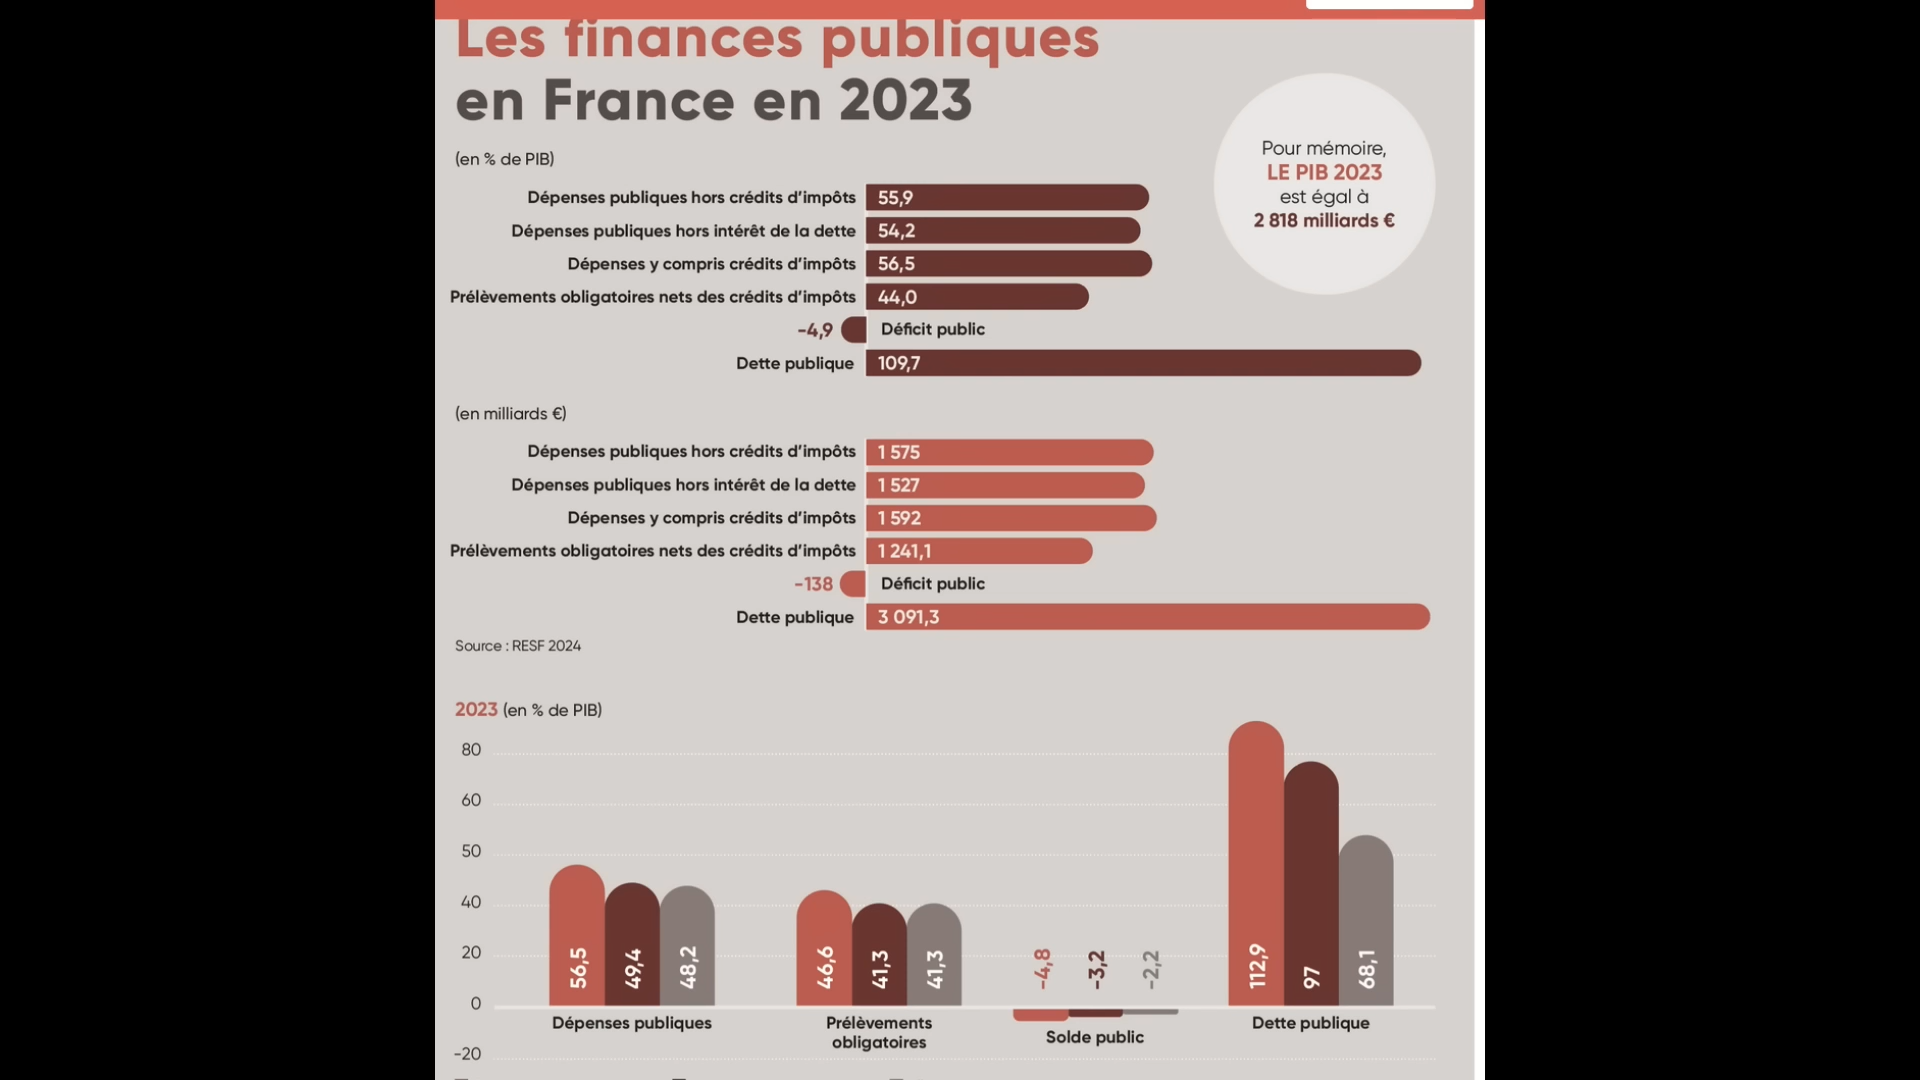 Les finances publiques
en France en 2023
(en % de PIB)
Pour mémoire,
LE PIB 2023
est égal à
2 818 milliards €
Dépenses publiques hors crédits d’impôts 55,9
Dépenses publiques hors intérêt de la dette 54,2
Dépenses y compris crédits d’impôts 56,5
Prélèvements obligatoires nets des crédits d’impôts 44,0
-4,9 Déficit public
Dette publique 109,7
(en milliards €)
Dépenses publiques hors crédits d’impôts 1 575
Dépenses publiques hors intérêt de la dette 1 527
Dépenses y compris crédits d’impôts 1 592
Prélèvements obligatoires nets des crédits d’impôts 1 241,1
-138 Déficit public
Dette publique 3 091,3
Source : RESF 2024
2023 (en % de PIB)
80
60
50
40
20
0
-20
56,5 49,4 48,2
46,6 41,3 41,3
-4,8 -3,2 -2,2
112,9 97 68,1
Dépenses publiques
Prélèvements
obligatoires
Solde public
Dette publique